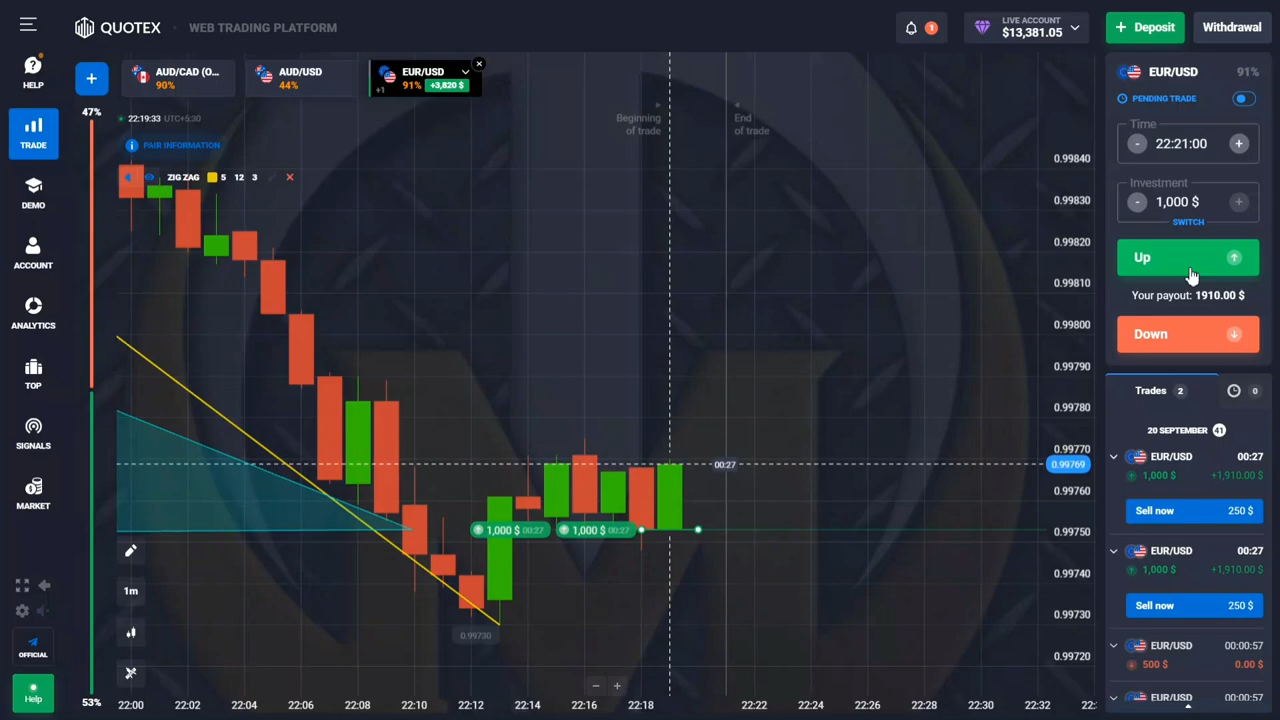 QUOTEX
WEB TRADING PLATFORM
1
LIVE ACCOUNT
$13,381.05
+ Deposit
Withdrawal
HELP
TRADE
DEMO
ACCOUNT
ANALYTICS
TOP
SIGNALS
MARKET
OFFICIAL
Help
+
AUD/CAD (O...
90%
AUD/USD
44%
EUR/USD
+1
91% +3,820 $
47%
53%
22:19:33 UTC+5:30
PAIR INFORMATION
ZIG ZAG 5 12 3
Beginning
of trade
End
of trade
00:27
1,000 $ 00:27
1,000 $ 00:27
0.99730
1m
0.99840
0.99830
0.99820
0.99810
0.99800
0.99790
0.99780
0.99770
0.99769
0.99760
0.99750
0.99740
0.99730
0.99720
22:00 22:02 22:04 22:06 22:08 22:10 22:12 22:14 22:16 22:18 22:22 22:24 22:26 22:28 22:30 22:32 22:
EUR/USD 91%
PENDING TRADE
Time
- 22:21:00 +
Investment
- 1,000 $ +
SWITCH
Up
Your payout: 1910.00 $
Down
Trades 2
0
20 SEPTEMBER 41
EUR/USD 00:27
1,000 $ +1,910.00 $
Sell now 250 $
EUR/USD 00:27
1,000 $ +1,910.00 $
Sell now 250 $
EUR/USD 00:00:57
500 $ 0.00 $
EUR/USD 00:00:57